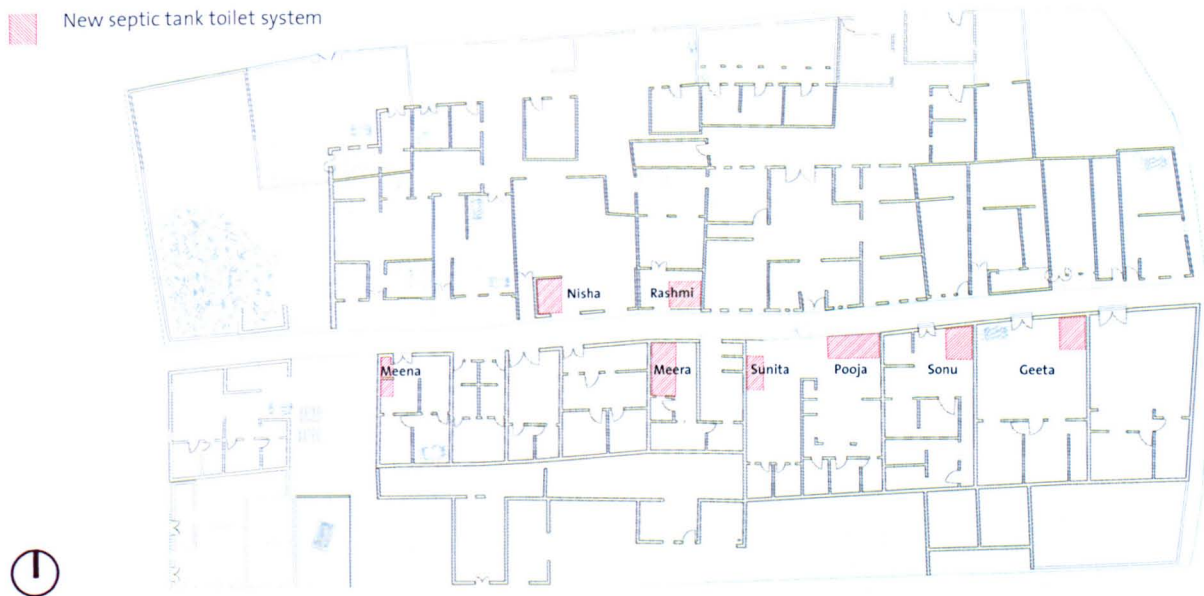 New septic tank toilet system
Nisha
Rashmi
Meena
Meera
Sunita
Pooja
Sonu
Geeta